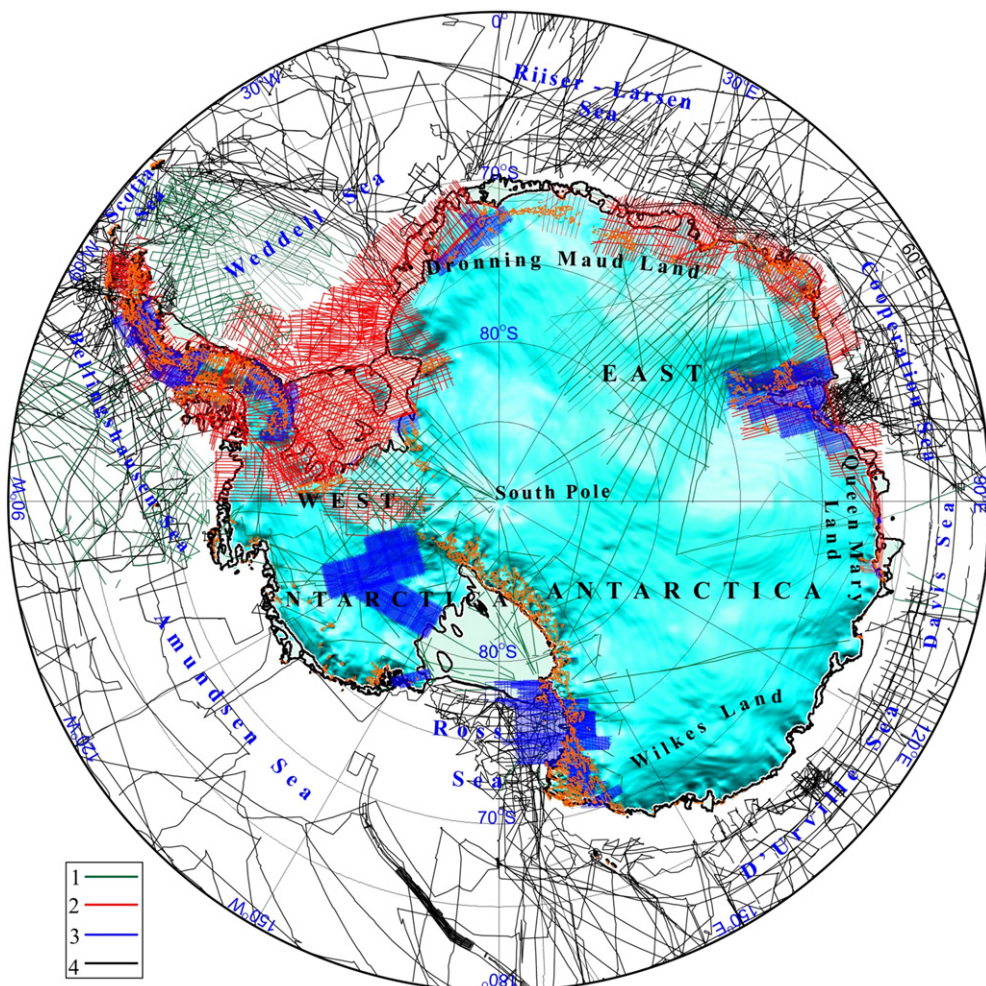 0°
30°W
30°E
Riiser - Larsen
Sea
Scotia
Sea
Weddell Sea
70°S
60°W
60°E
Dronning Maud Land
Cooperation Sea
80°S
Bellingshausen Sea
EAST
90°W
WEST
South Pole
90°E
Queen Mary
Land
Davis Sea
ANTARCTICA
NTARCTICA
80°S
Amundsen Sea
Ross
Sea
Wilkes Land
120°W
120°E
70°S
D'Urville Sea
150°W
150°E
180°
1
2
3
4